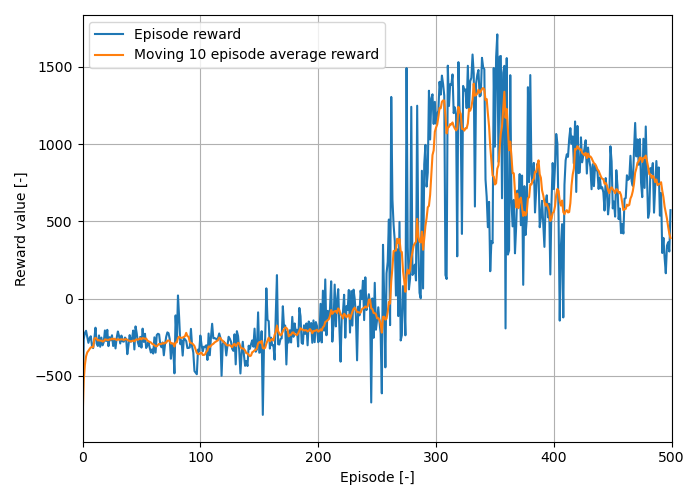 Episode reward
Moving 10 episode average reward
1500
1000
500
0
−500
Reward value [-]
0 100 200 300 400 500
Episode [-]